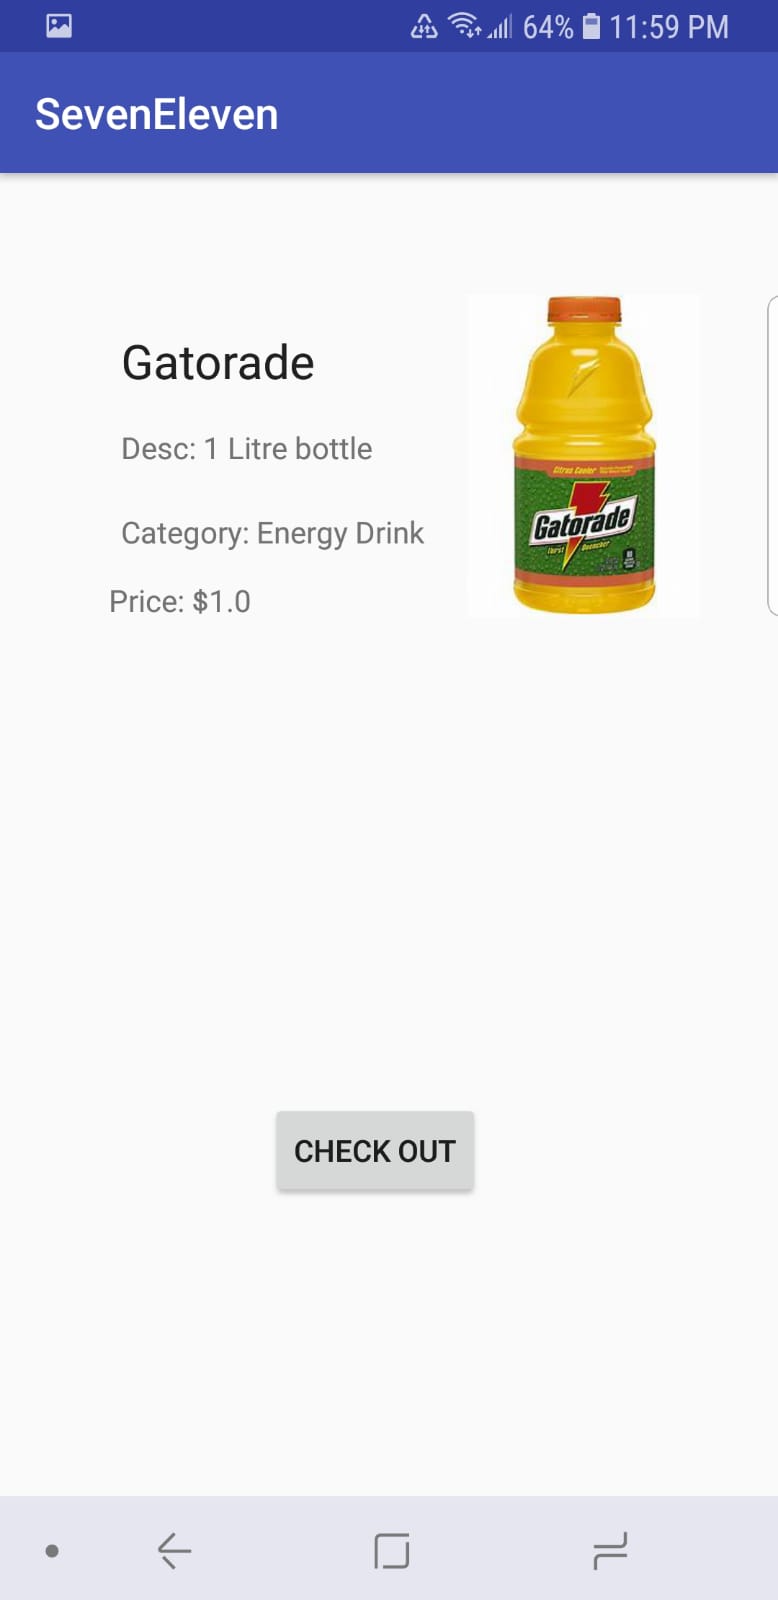 64% 11:59 PM
SevenEleven
Gatorade
Desc: 1 Litre bottle
Category: Energy Drink
Price: $1.0
Citrus Cooler
Gatorade
Thirst Quencher
CHECK OUT